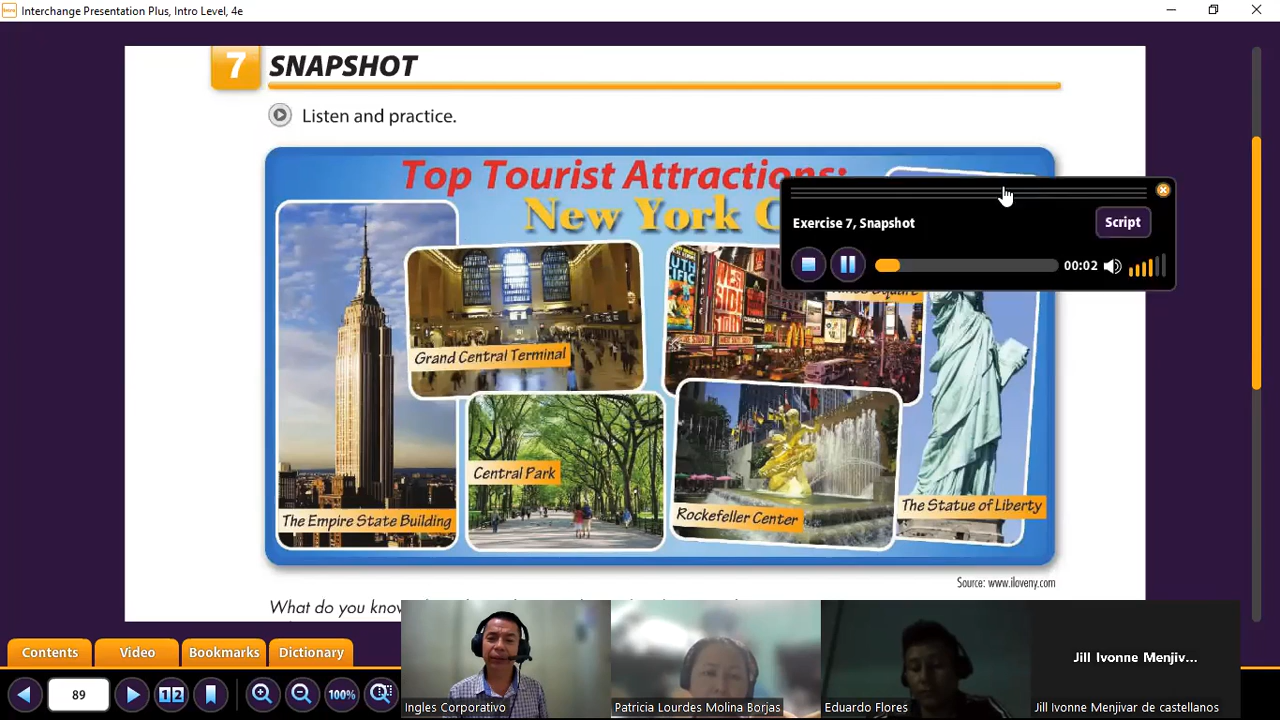 Interchange Presentation Plus, Intro Level, 4e
7 SNAPSHOT
Listen and practice.
Top Tourist Attractions:
New York C
Exercise 7, Snapshot
Script
00:02
Grand Central Terminal
Central Park
Rockefeller Center
The Statue of Liberty
The Empire State Building
Source: www.iloveny.com
What do you know
Contents
Video
Bookmarks
Dictionary
89
12
100%
Jill Ivonne Menjiv...
Ingles Corporativo
Patricia Lourdes Molina Borjas
Eduardo Flores
Jill Ivonne Menjivar de castellanos